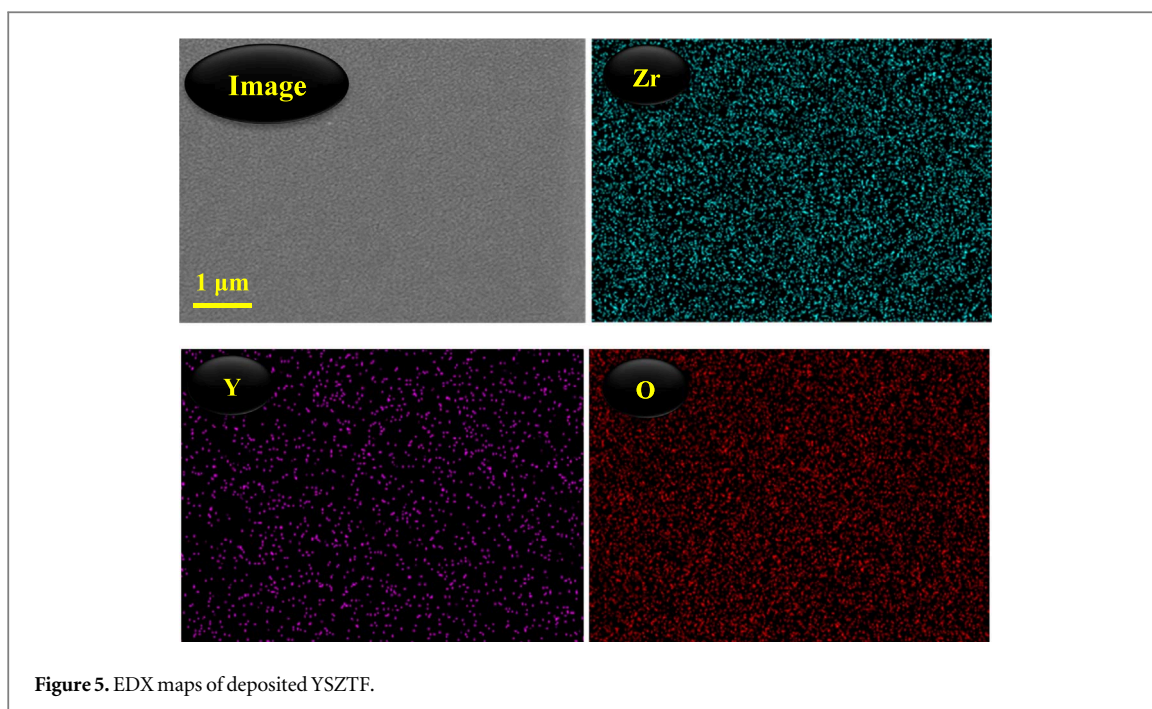 Image
Zr
1 μm
Y
O
Figure 5. EDX maps of deposited YSZTF.